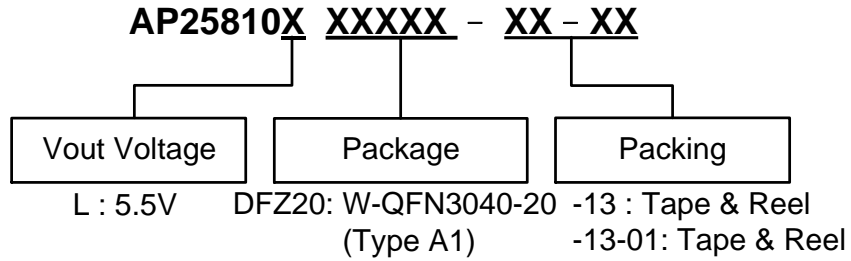 AP25810X XXXXX - XX - XX
Vout Voltage Package Packing
L : 5.5V DFZ20: W-QFN3040-20 -13 : Tape & Reel
(Type A1) -13-01: Tape & Reel